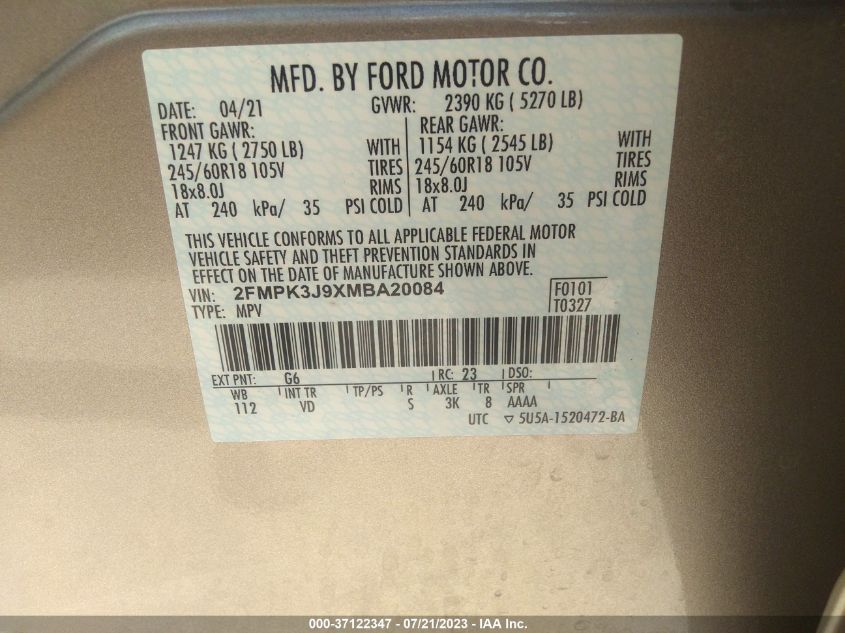 MFD. BY FORD MOTOR CO.
DATE: 04/21 GVWR: 2390 KG ( 5270 LB)
FRONT GAWR: REAR GAWR:
1247 KG ( 2750 LB) WITH 1154 KG ( 2545 LB) WITH
245/60R18 105V TIRES 245/60R18 105V TIRES
18x8.0J RIMS 18x8.0J RIMS
AT 240 kPa/ 35 PSI COLD AT 240 kPa/ 35 PSI COLD
THIS VEHICLE CONFORMS TO ALL APPLICABLE FEDERAL MOTOR
VEHICLE SAFETY AND THEFT PREVENTION STANDARDS IN
EFFECT ON THE DATE OF MANUFACTURE SHOWN ABOVE.
VIN: 2FMPK3J9XMBA20084 F0101
TYPE: MPV T0327
EXT PNT: G6 RC: 23 DSO:
WB INT TR TP/PS R AXLE TR SPR
112 VD S 3K 8 AAAA
UTC ▽ 5U5A-1520472-BA
000-37122347 - 07/21/2023 - IAA Inc.